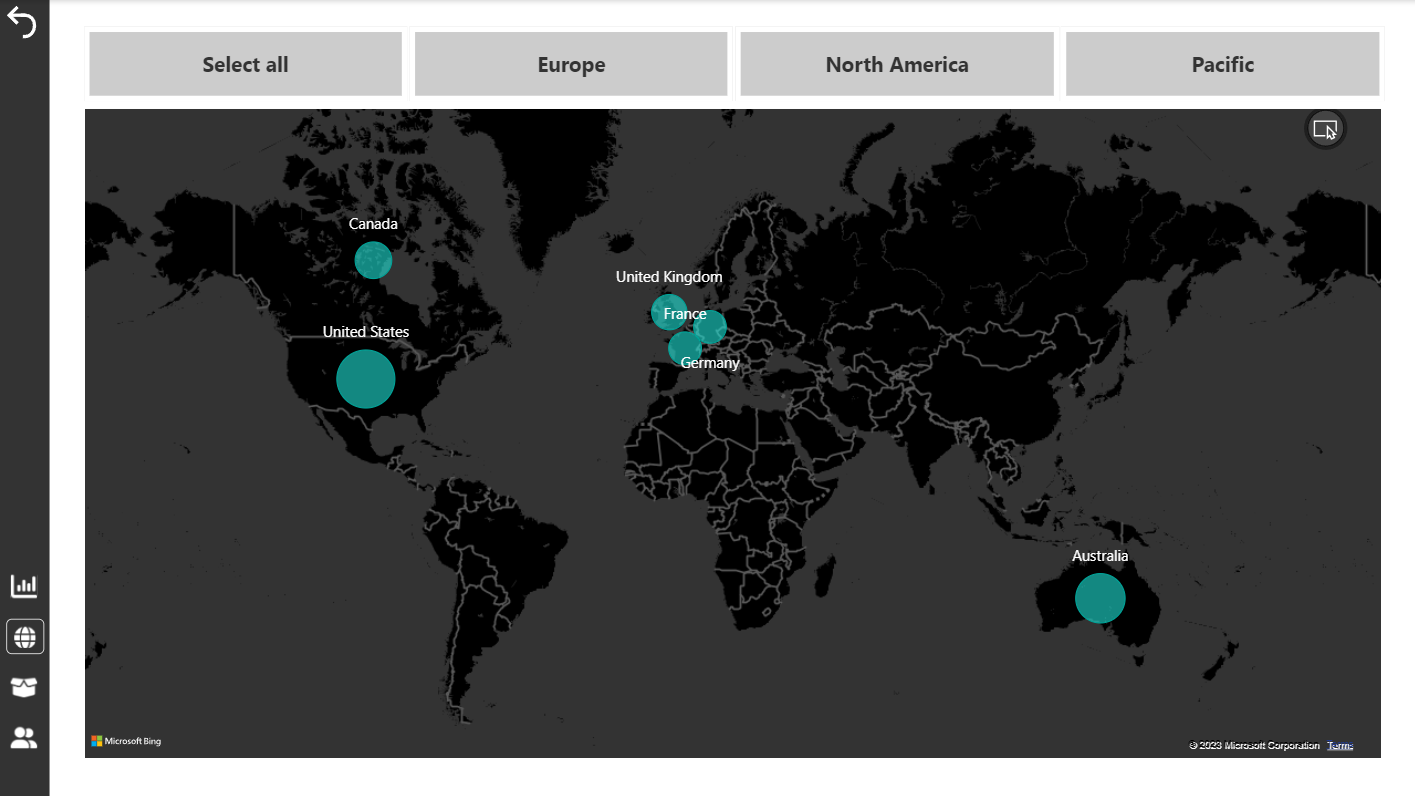 Select all
Europe
North America
Pacific
Canada
United Kingdom
France
United States
Germany
Australia
Microsoft Bing
© 2023 Microsoft Corporation Terms